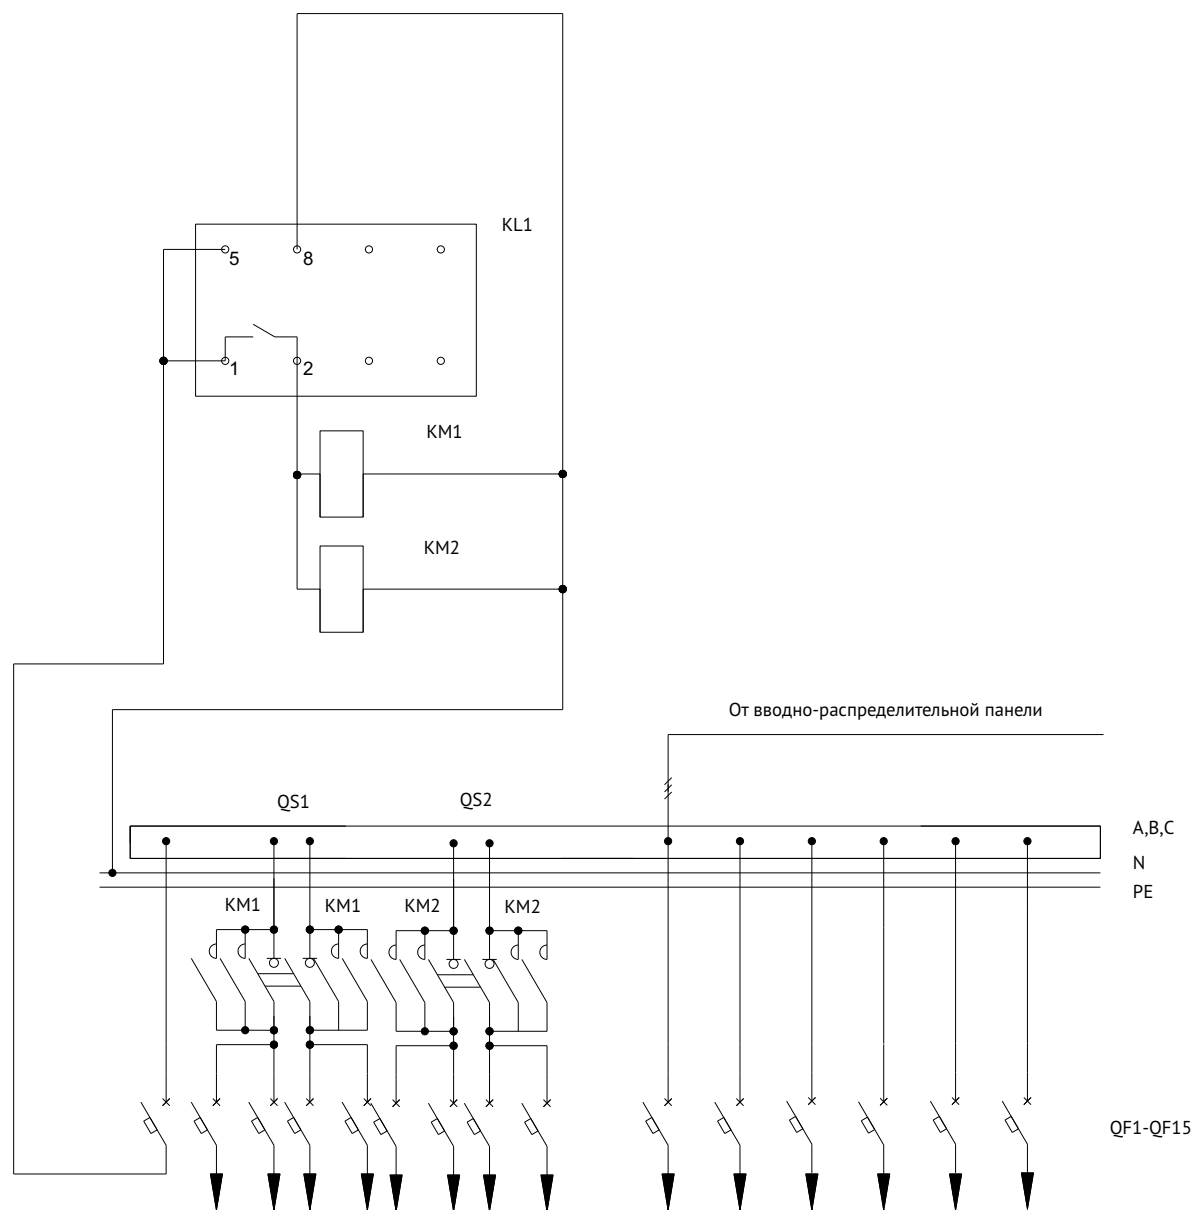 KL1
5
8
1
2
KM1
KM2
От вводно-распределительной панели
QS1
QS2
A,B,C
N
PE
KM1
KM1
KM2
KM2
QF1-QF15